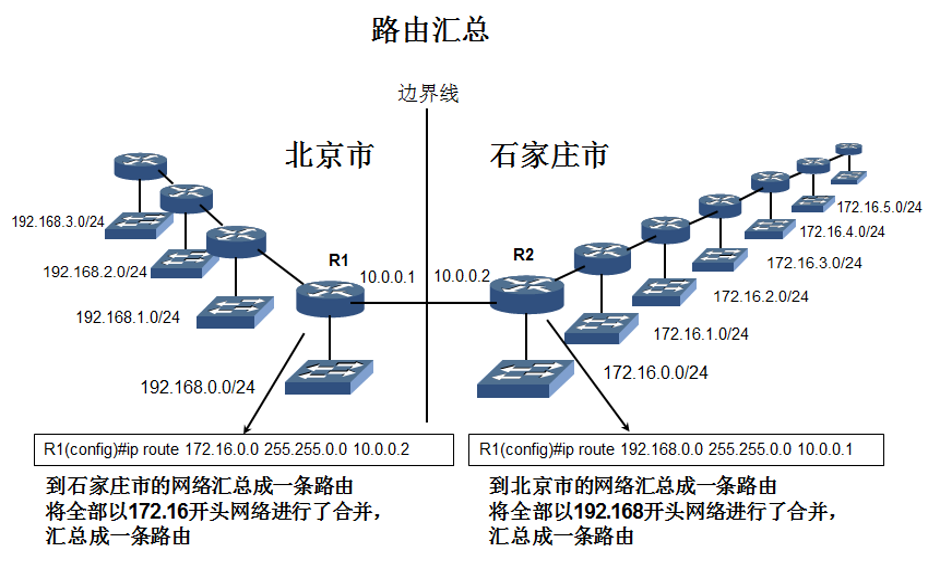 路由汇总
边界线
北京市
石家庄市
192.168.3.0/24
192.168.2.0/24
192.168.1.0/24
192.168.0.0/24
R1
10.0.0.1
10.0.0.2
R2
172.16.5.0/24
172.16.4.0/24
172.16.3.0/24
172.16.2.0/24
172.16.1.0/24
172.16.0.0/24
R1(config)#ip route 172.16.0.0 255.255.0.0 10.0.0.2
到石家庄市的网络汇总成一条路由
将全部以172.16开头网络进行了合并，
汇总成一条路由
R1(config)#ip route 192.168.0.0 255.255.0.0 10.0.0.1
到北京市的网络汇总成一条路由
将全部以192.168开头网络进行了合并，
汇总成一条路由